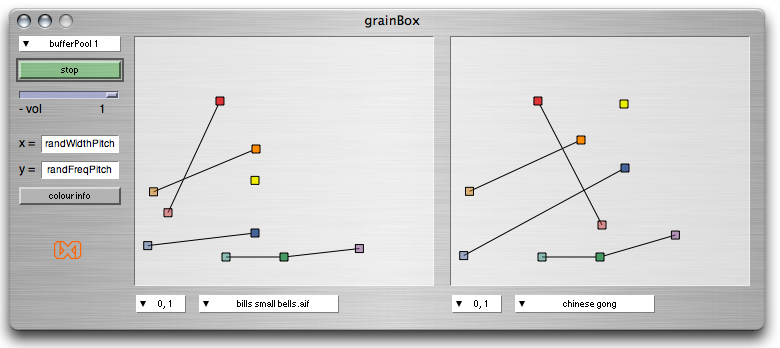 grainBox
bufferPool 1
stop
- vol 1
x = randWidthPitch
y = randFreqPitch
colour info
0, 1
bills small bells.aif
0, 1
chinese gong